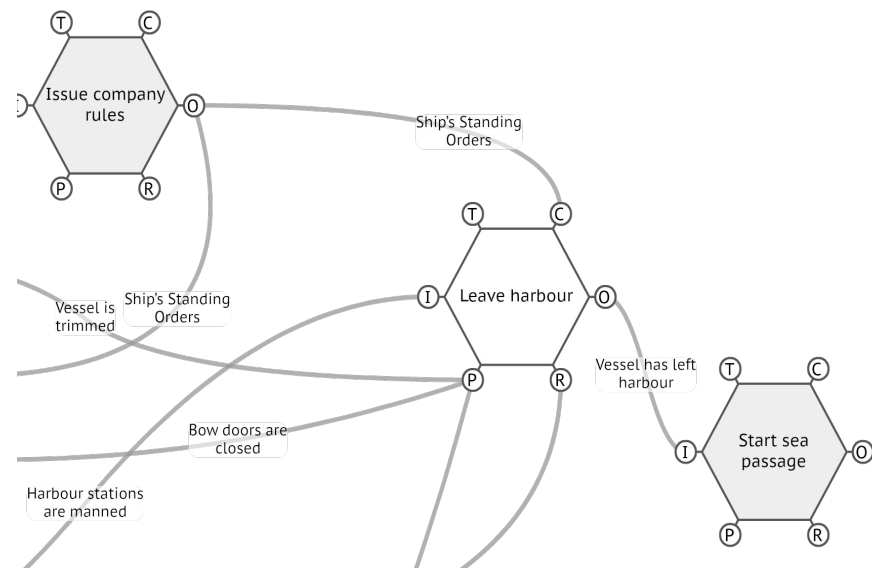 T
C
Issue company
rules
I
O
P
R
Ship's Standing
Orders
T
C
I
Leave harbour
O
P
R
Vessel is
trimmed
Ship's Standing
Orders
Vessel has left
harbour
Bow doors are
closed
Harbour stations
are manned
T
C
I
Start sea
passage
O
P
R